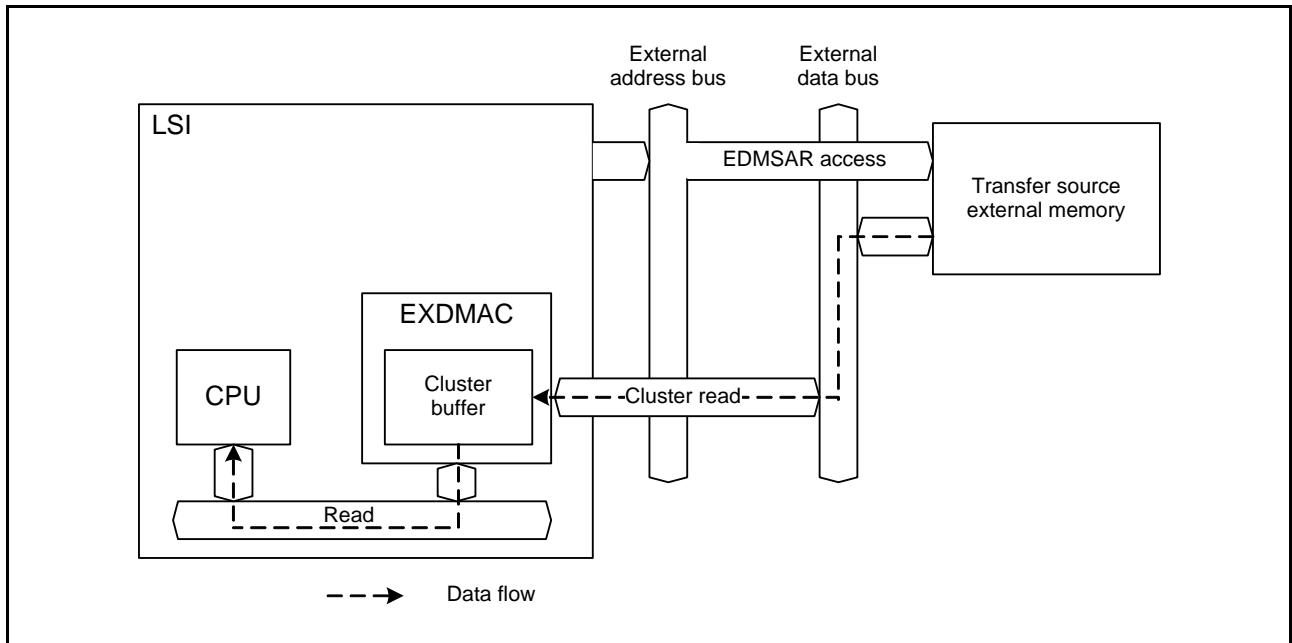 External
address bus
External
data bus
LSI
EDMSAR access
Transfer source
external memory
EXDMAC
CPU
Cluster
buffer
Cluster read
Read
Data flow